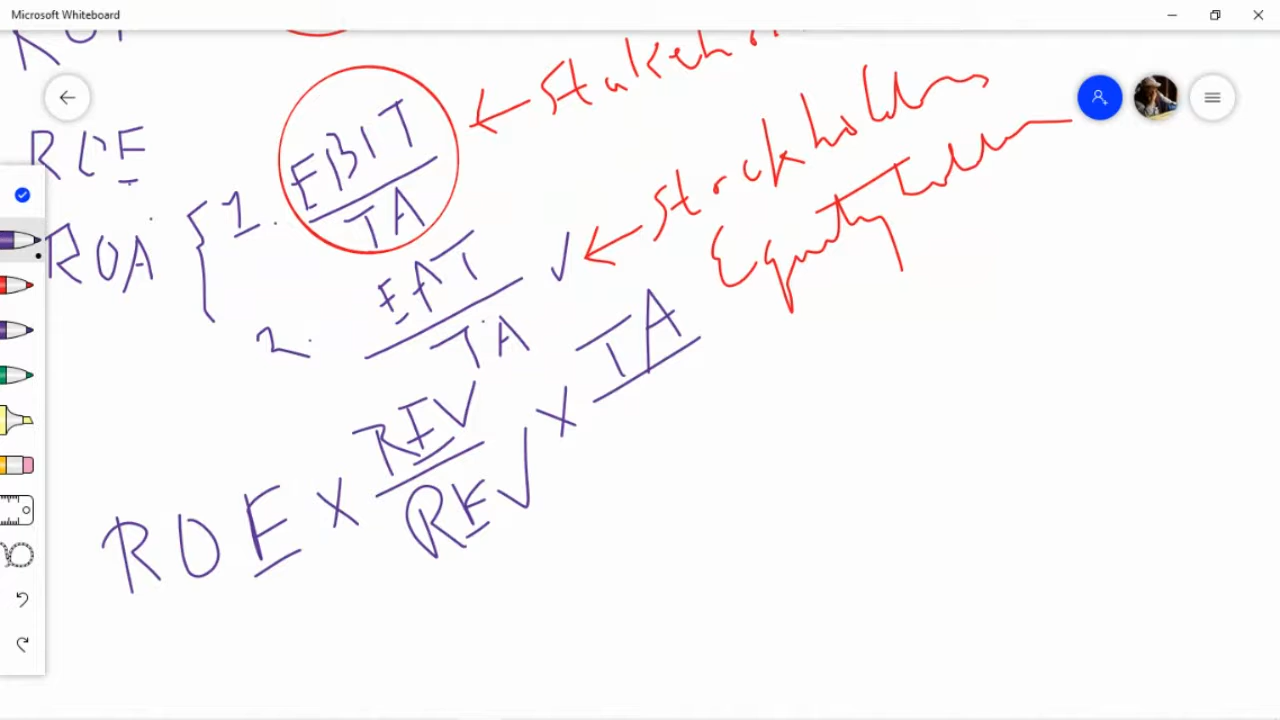 Microsoft Whiteboard
EBIT
TA
← Stakeh
ROE
ROA { 1.
EAT
TA
✓ ← Stockholders
Equity holders
2.
ROE × REV
REV
× TA